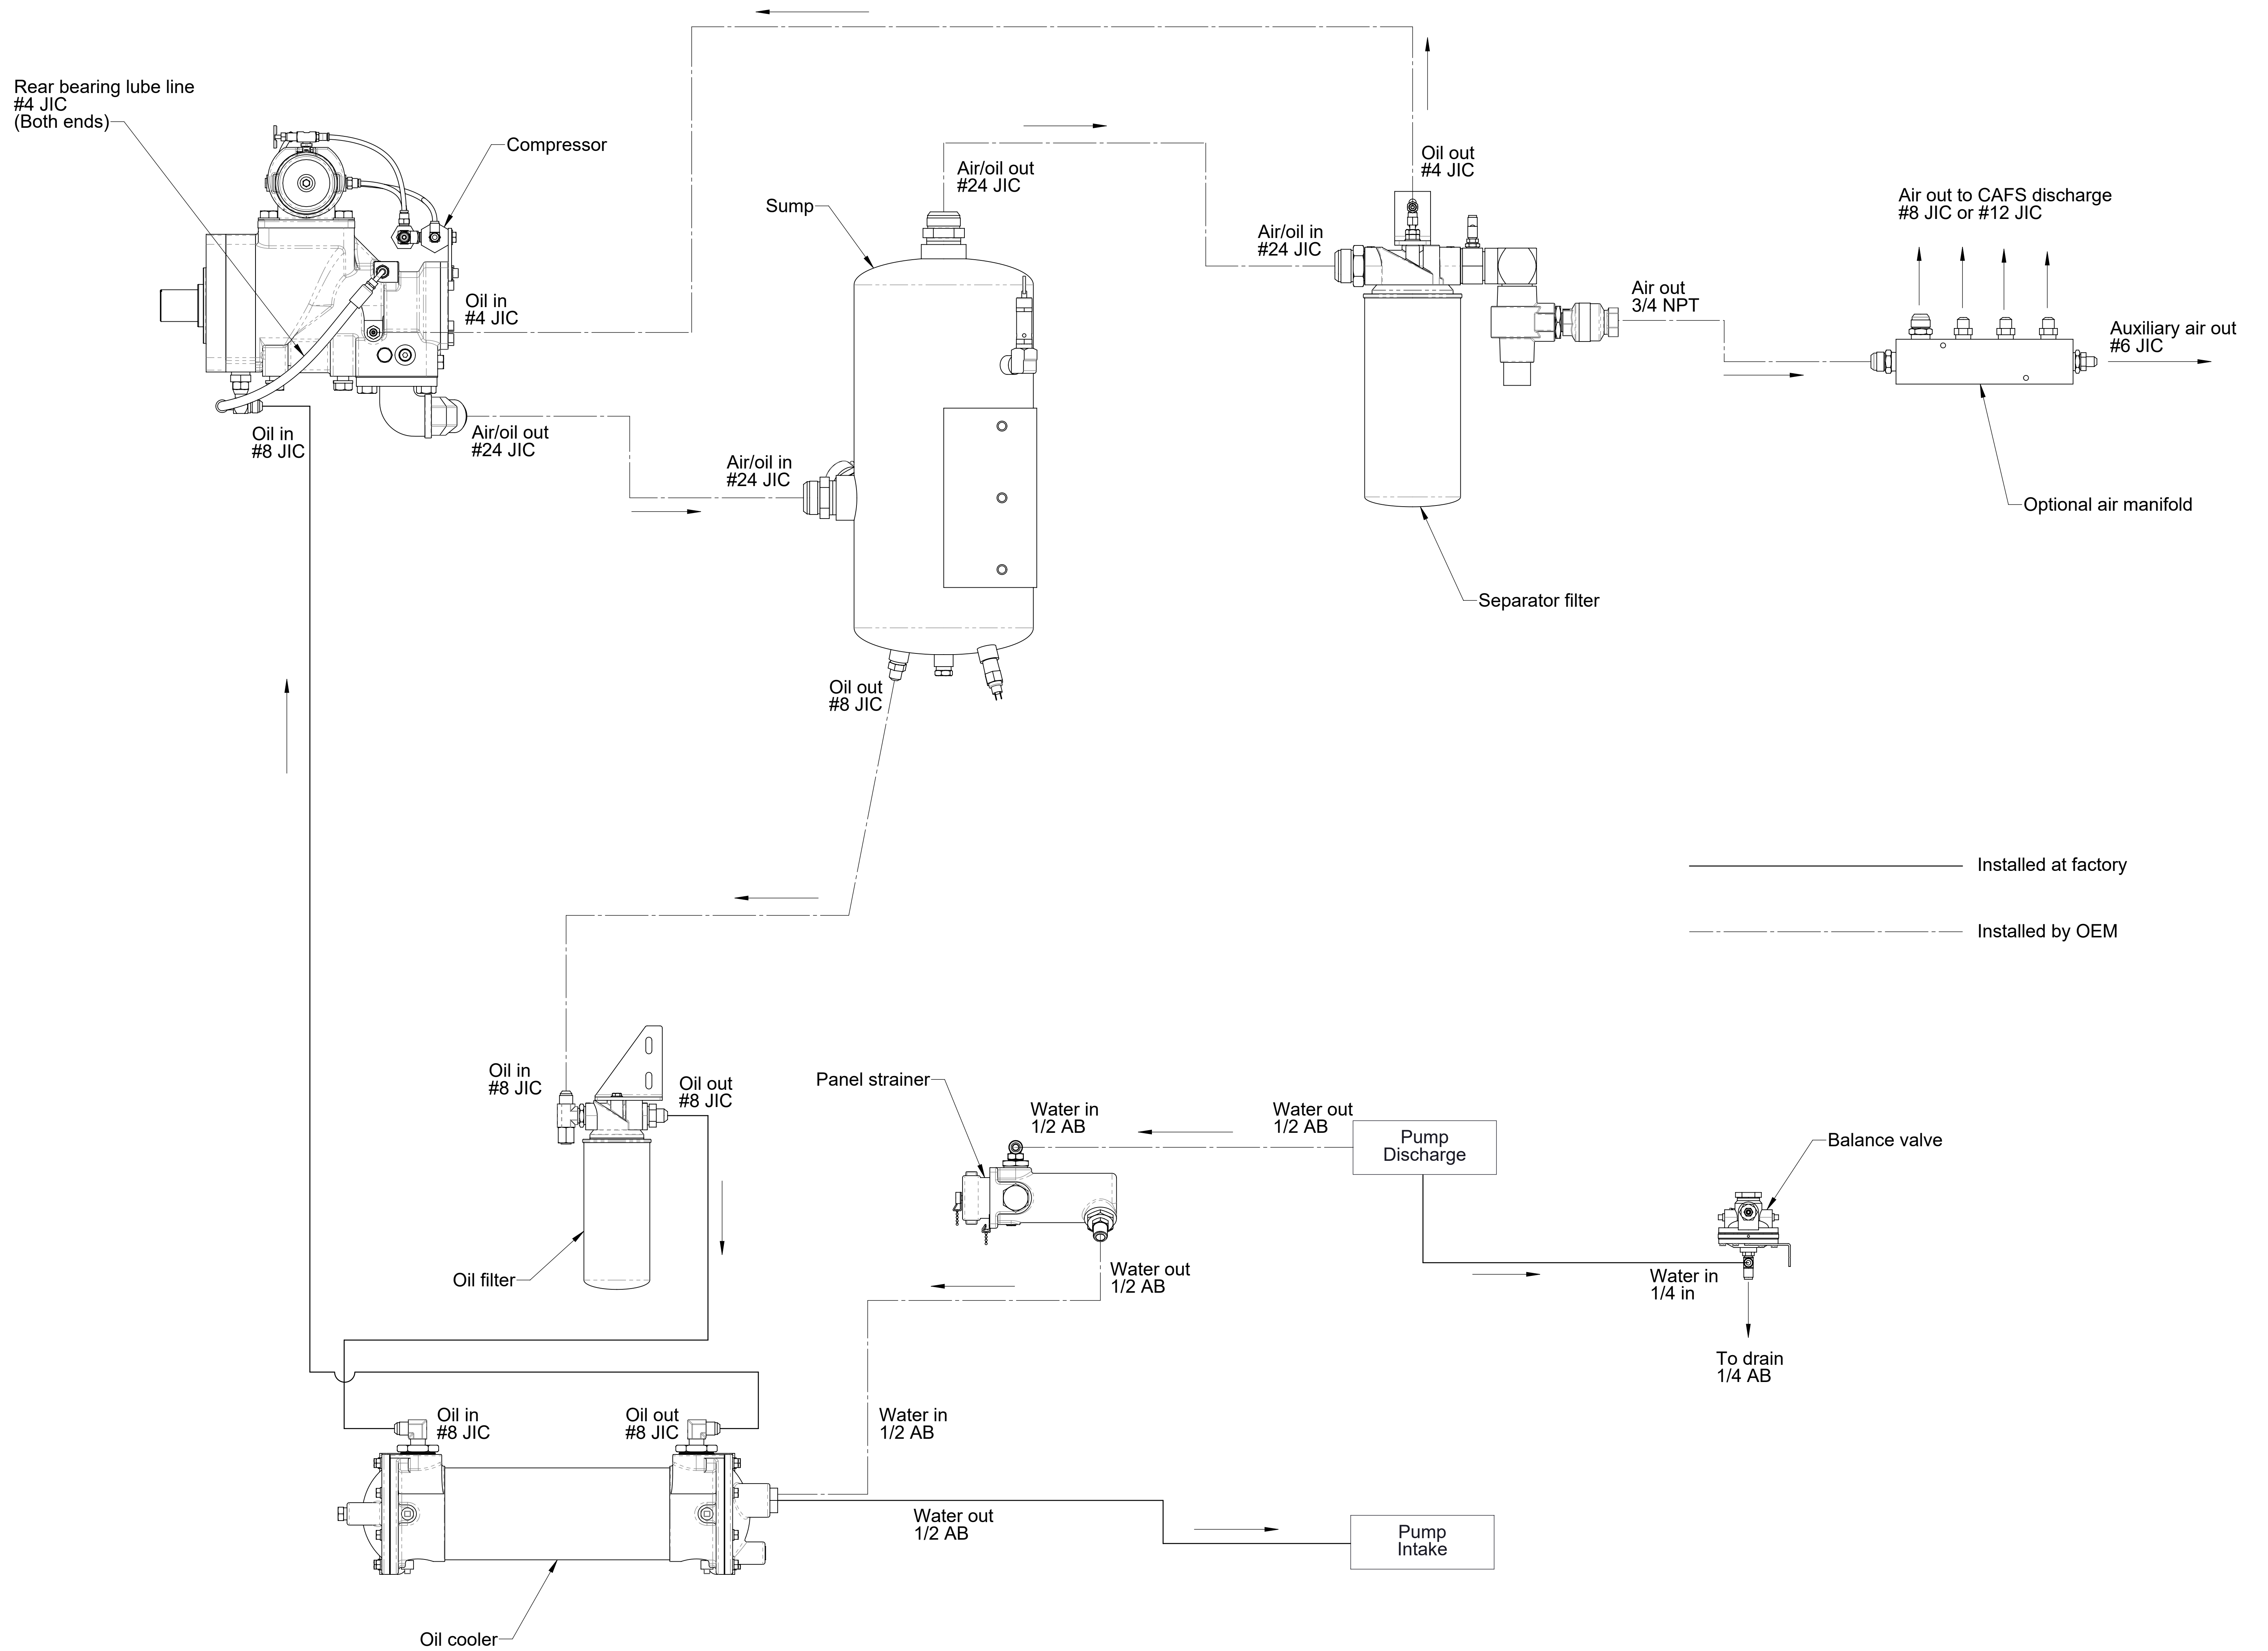 Rear bearing lube line
#4 JIC
(Both ends)
Compressor
Oil in
#4 JIC
Oil in
#8 JIC
Air/oil out
#24 JIC
Sump
Air/oil out
#24 JIC
Air/oil in
#24 JIC
Oil out
#8 JIC
Oil out
#4 JIC
Air/oil in
#24 JIC
Air out
3/4 NPT
Separator filter
Air out to CAFS discharge
#8 JIC or #12 JIC
Auxiliary air out
#6 JIC
Optional air manifold
Installed at factory
Installed by OEM
Oil in
#8 JIC
Oil out
#8 JIC
Oil filter
Panel strainer
Water in
1/2 AB
Water out
1/2 AB
Pump
Discharge
Balance valve
Water out
1/2 AB
Water in
1/4 in
To drain
1/4 AB
Oil in
#8 JIC
Oil out
#8 JIC
Water in
1/2 AB
Water out
1/2 AB
Pump
Intake
Oil cooler